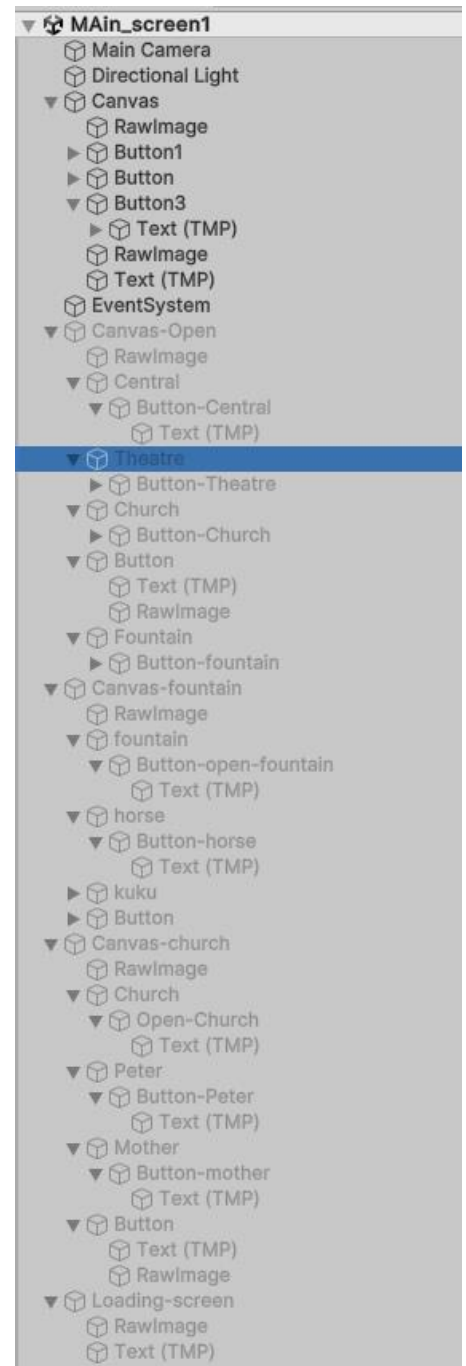 MAin_screen1
Main Camera
Directional Light
Canvas
RawImage
Button1
Button
Button3
Text (TMP)
RawImage
Text (TMP)
EventSystem
Canvas-Open
RawImage
Central
Button-Central
Text (TMP)
Theatre
Button-Theatre
Church
Button-Church
Button
Text (TMP)
RawImage
Fountain
Button-fountain
Canvas-fountain
RawImage
fountain
Button-open-fountain
Text (TMP)
horse
Button-horse
Text (TMP)
kuku
Button
Canvas-church
RawImage
Church
Open-Church
Text (TMP)
Peter
Button-Peter
Text (TMP)
Mother
Button-mother
Text (TMP)
Button
Text (TMP)
RawImage
Loading-screen
RawImage
Text (TMP)